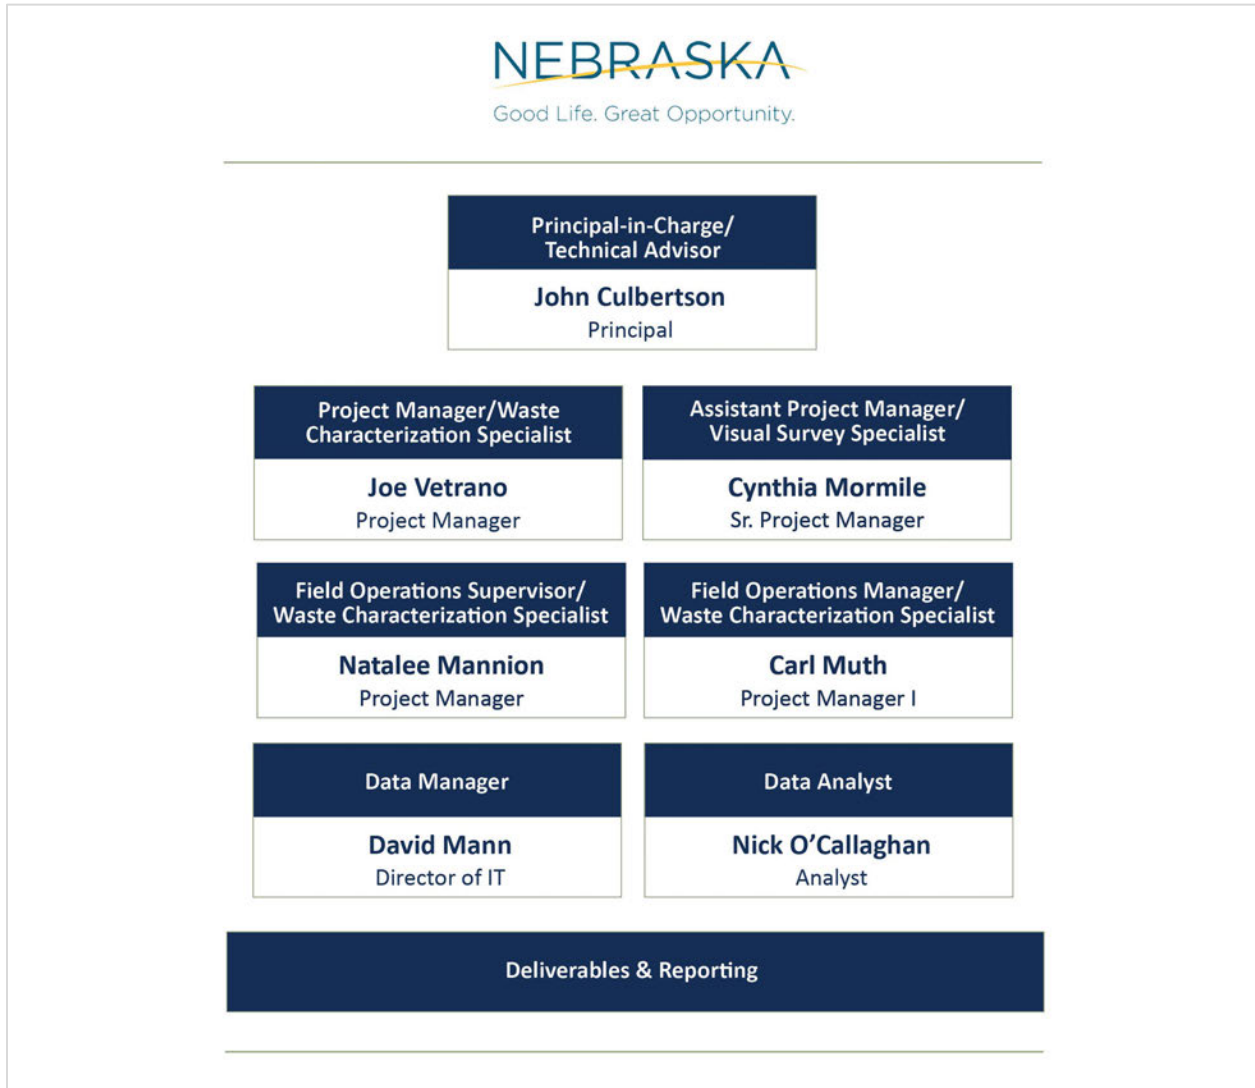 NEBRASKA
Good Life. Great Opportunity.
Principal-in-Charge/
Technical Advisor
John Culbertson
Principal
Project Manager/Waste
Characterization Specialist
Joe Vetrano
Project Manager
Assistant Project Manager/
Visual Survey Specialist
Cynthia Mormile
Sr. Project Manager
Field Operations Supervisor/
Waste Characterization Specialist
Natalee Mannion
Project Manager
Field Operations Manager/
Waste Characterization Specialist
Carl Muth
Project Manager I
Data Manager
David Mann
Director of IT
Data Analyst
Nick O’Callaghan
Analyst
Deliverables & Reporting